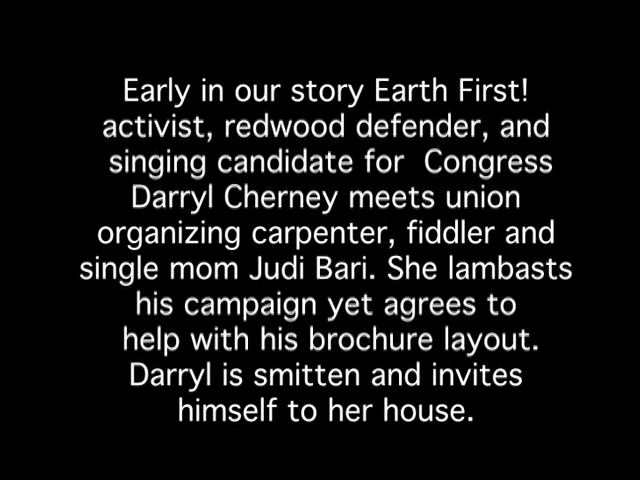 Early in our story Earth First!
activist, redwood defender, and
singing candidate for  Congress
Darryl Cherney meets union
organizing carpenter, fiddler and
single mom Judi Bari. She lambasts
his campaign yet agrees to
help with his brochure layout.
Darryl is smitten and invites
himself to her house.